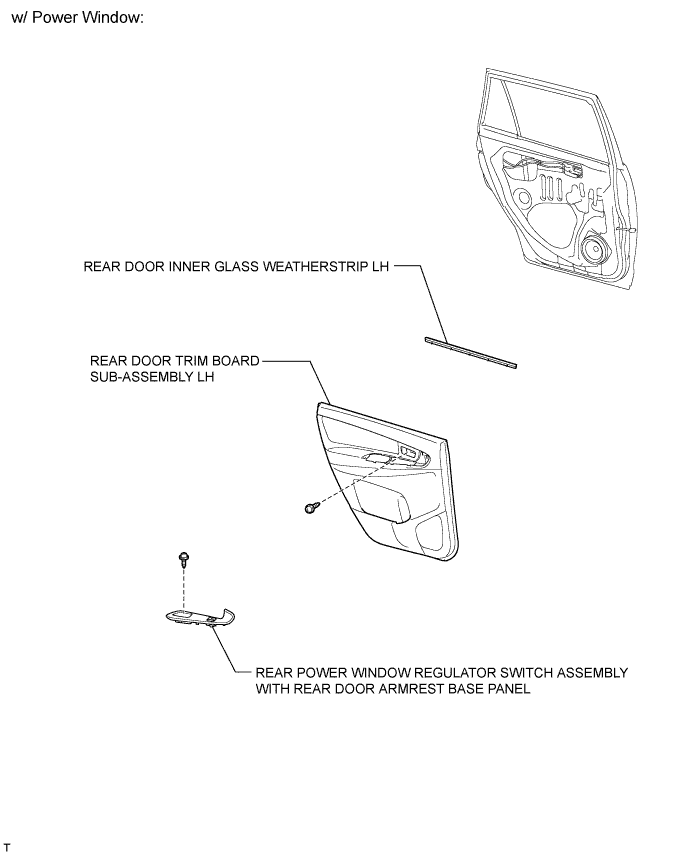 w/ Power Window:
REAR DOOR INNER GLASS WEATHERSTRIP LH
REAR DOOR TRIM BOARD
SUB-ASSEMBLY LH
REAR POWER WINDOW REGULATOR SWITCH ASSEMBLY
WITH REAR DOOR ARMREST BASE PANEL
T